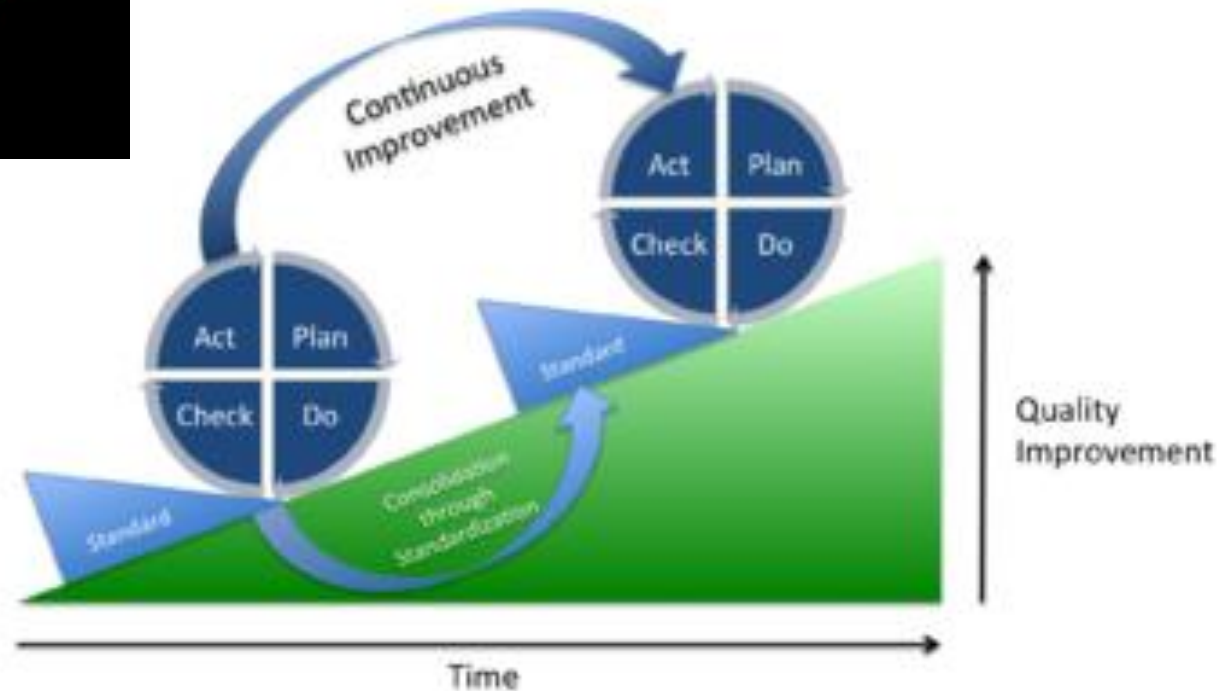 Continuous
Improvement
Act
Plan
Check
Do
Act
Plan
Check
Do
Standard
Standard
Consolidation
through
Standardization
Quality
Improvement
Time